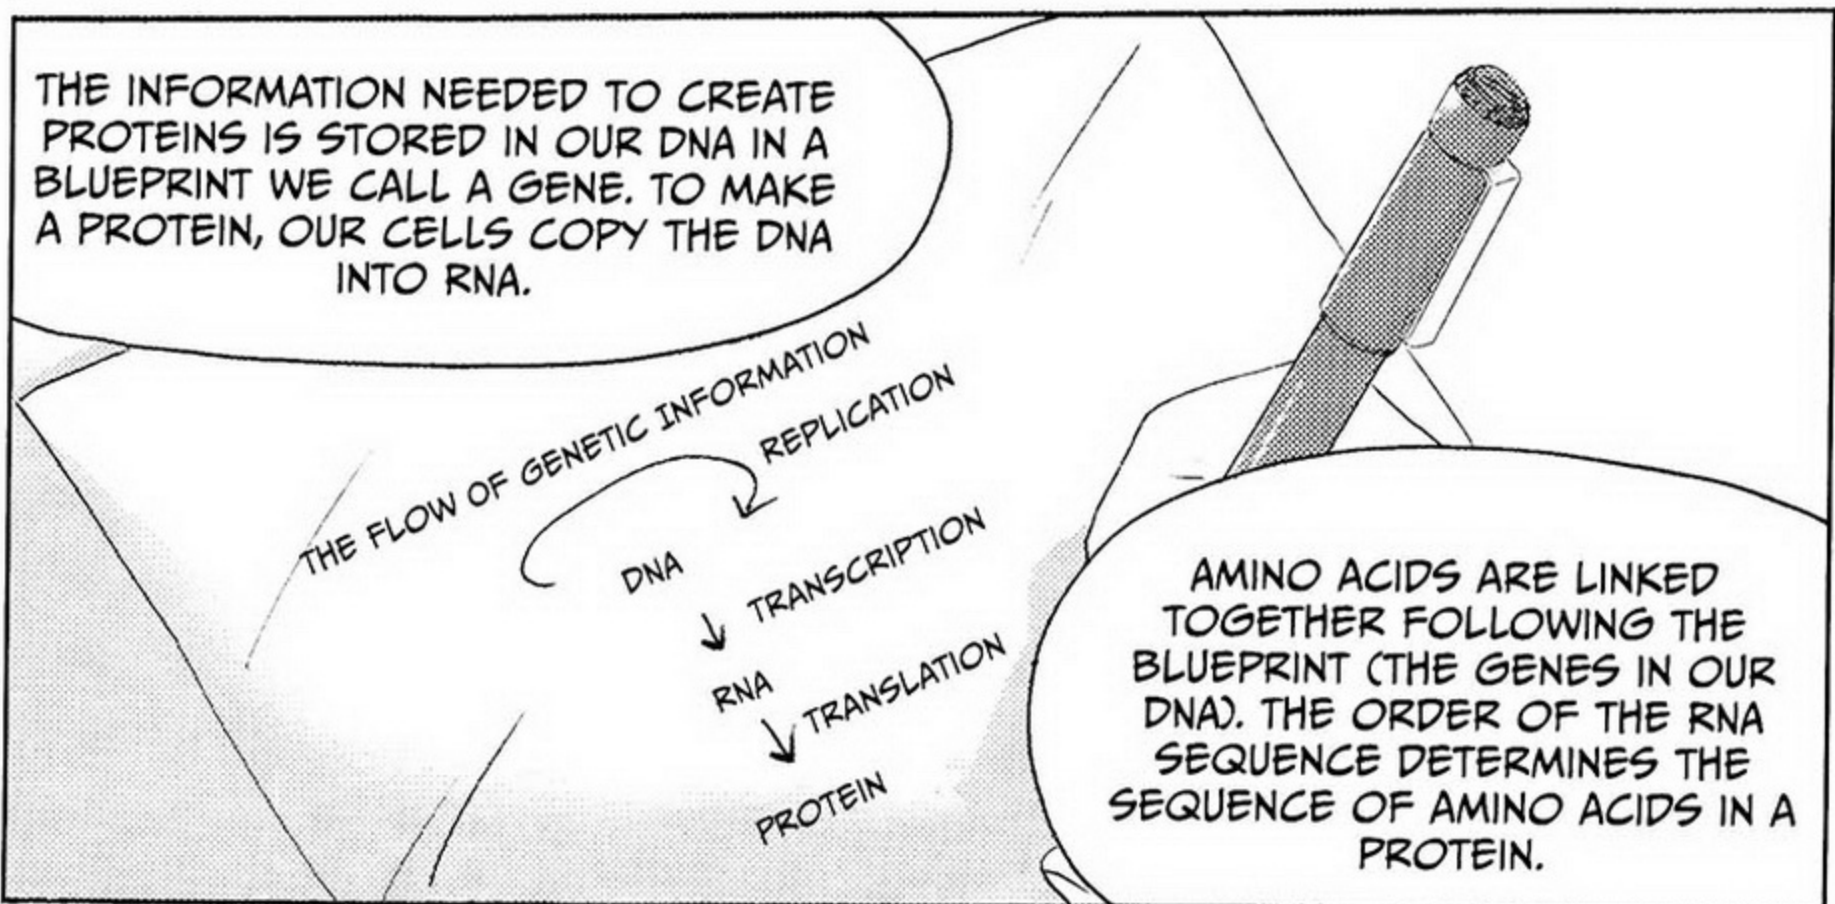 THE INFORMATION NEEDED TO CREATE
PROTEINS IS STORED IN OUR DNA IN A
BLUEPRINT WE CALL A GENE. TO MAKE
A PROTEIN, OUR CELLS COPY THE DNA
INTO RNA.
THE FLOW OF GENETIC INFORMATION
REPLICATION
DNA
TRANSCRIPTION
RNA
TRANSLATION
PROTEIN
AMINO ACIDS ARE LINKED
TOGETHER FOLLOWING THE
BLUEPRINT (THE GENES IN OUR
DNA). THE ORDER OF THE RNA
SEQUENCE DETERMINES THE
SEQUENCE OF AMINO ACIDS IN A
PROTEIN.